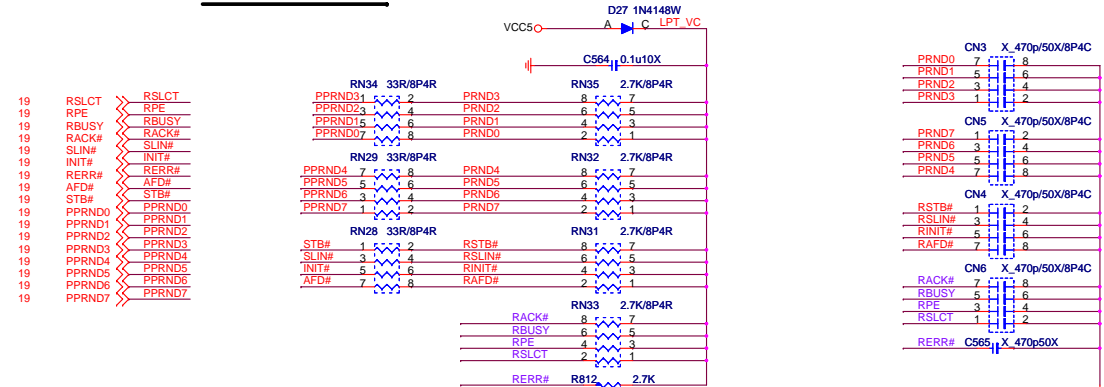 D27 1N4148W
VCC5 A C LPT_VC
C564 0.1u10X
CN3 X_470p/50X/8P4C
PRND0 7 8
PRND1 5 6
PRND2 3 4
PRND3 1 2
RN34 33R/8P4R RN35 2.7K/8P4R
PPRND3 1 2 PRND3 8 7
PPRND2 3 4 PRND2 6 5
PPRND1 5 6 PRND1 4 3
PPRND0 7 8 PRND0 2 1
19 RSLCT RSLCT
19 RPE RPE
19 RBUSY RBUSY
19 RACK# RACK#
19 SLIN# SLIN#
19 INIT# INIT#
19 RERR# RERR#
19 AFD# AFD#
19 STB# STB#
19 PPRND0 PPRND0
19 PPRND1 PPRND1
19 PPRND2 PPRND2
19 PPRND3 PPRND3
19 PPRND4 PPRND4
19 PPRND5 PPRND5
19 PPRND6 PPRND6
19 PPRND7 PPRND7
CN5 X_470p/50X/8P4C
PRND7 1 2
PRND6 3 4
PRND5 5 6
PRND4 7 8
RN29 33R/8P4R RN32 2.7K/8P4R
PPRND4 7 8 PRND4 8 7
PPRND5 5 6 PRND5 6 5
PPRND6 3 4 PRND6 4 3
PPRND7 1 2 PRND7 2 1
CN4 X_470p/50X/8P4C
RSTB# 1 2
RSLIN# 3 4
RINIT# 5 6
RAFD# 7 8
RN28 33R/8P4R RN31 2.7K/8P4R
STB# 1 2 RSTB# 8 7
SLIN# 3 4 RSLIN# 6 5
INIT# 5 6 RINIT# 4 3
AFD# 7 8 RAFD# 2 1
CN6 X_470p/50X/8P4C
RACK# 7 8
RBUSY 5 6
RPE 3 4
RSLCT 1 2
RN33 2.7K/8P4R
RACK# 8 7
RBUSY 6 5
RPE 4 3
RSLCT 2 1
RERR# C565 X_470p50X
RERR# R812 2.7K